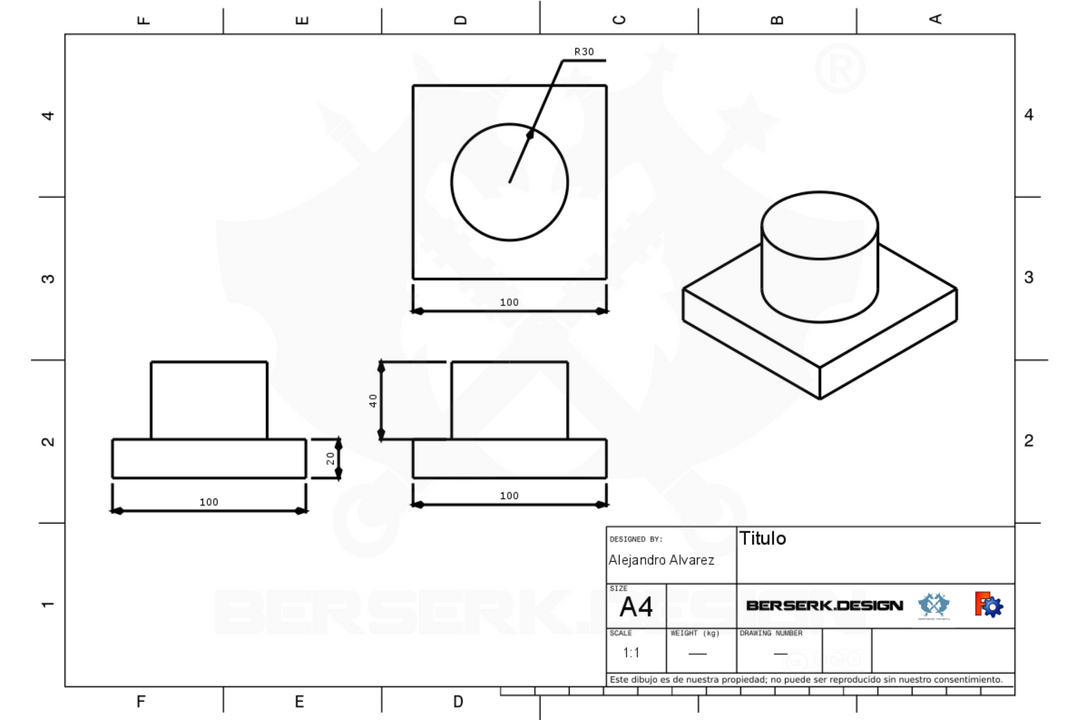 F E D C B A
R30
4 4
®
3 3
100
40
2 20 2
100 100
DESIGNED BY: Titulo
Alejandro Alvarez
SIZE
A4 BERSERK.DESIGN
1
BERSERK.DESIGN
SCALE WEIGHT (kg) DRAWING NUMBER
1:1 — —
Este dibujo es de nuestra propiedad; no puede ser reproducido sin nuestro consentimiento.
F E D